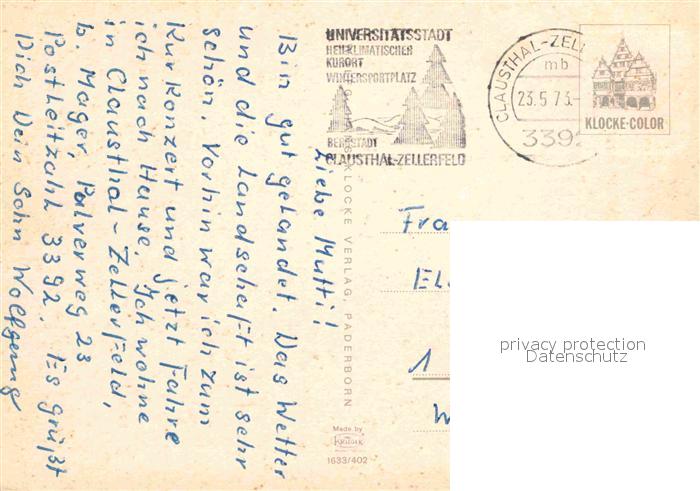 UNIVERSITÄTSSTADT
HEILKLIMATISCHER
KURORT
WINTERSPORTPLATZ
BERGSTADT
CLAUSTHAL-ZELLERFELD
CLAUSTHAL-ZELL
mb
23.5.73.-
339
KLOCKE-COLOR
Liebe Mutti!
Bin gut gelandet. Das Wetter
und die Landschaft ist sehr
schön. Vorhin war ich zum
Kurkonzert und jetzt fahre
ich nach Hause. Ich wohne
in Clausthal-Zellerfeld,
b. Mager, Pulverweg 23
Postleitzahl 3392. Es grüßt
Dich Dein Sohn Wolfgang
KLOCKE VERLAG, PADERBORN
Fra
1
W
Made by
1633/402
privacy protection
Datenschutz